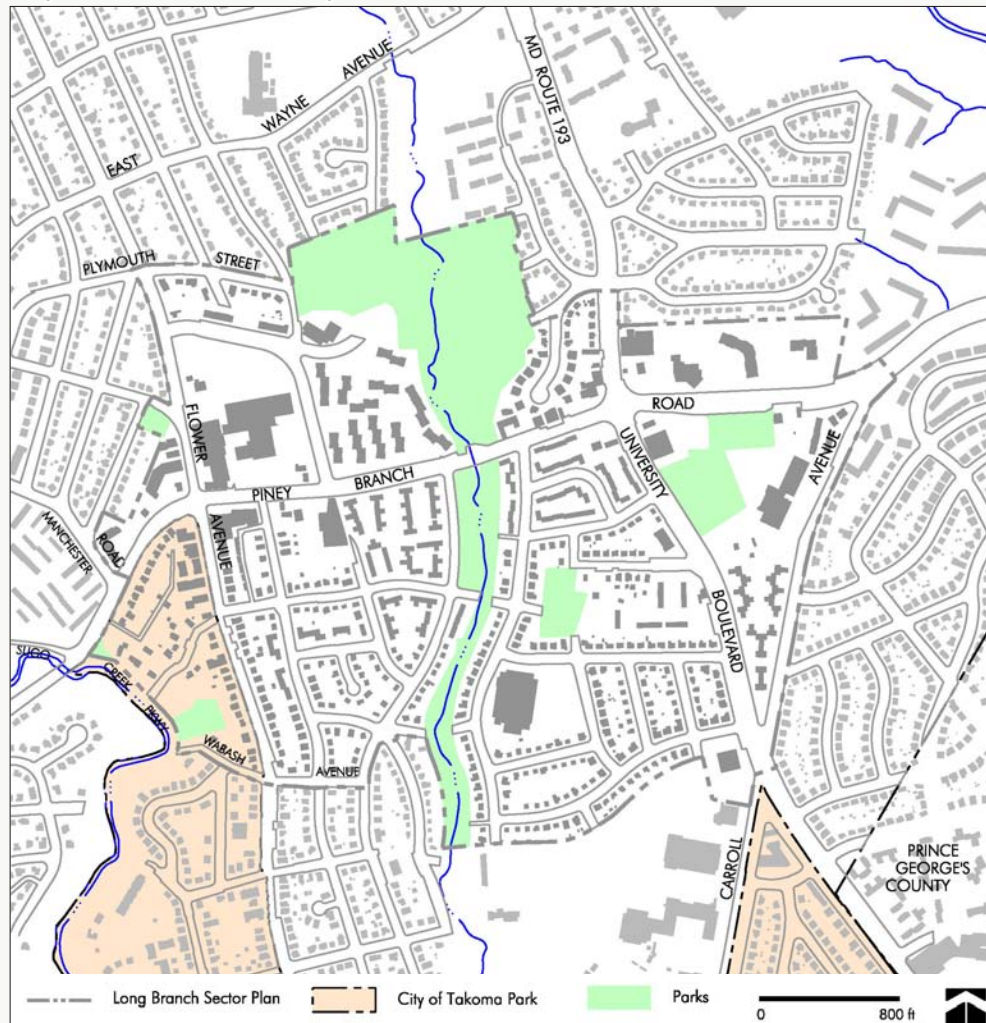 AVENUE
WAYNE
EAST
MD ROUTE 193
PLYMOUTH
STREET
FLOWER
AVENUE
PINEY
BRANCH
ROAD
UNIVERSITY
BOULEVARD
AVENUE
MANCHESTER
ROAD
SLIGO
CREEK
PKWY
WABASH
AVENUE
CARROLL
PRINCE
GEORGE'S
COUNTY
Long Branch Sector Plan
City of Takoma Park
Parks
0
800 ft